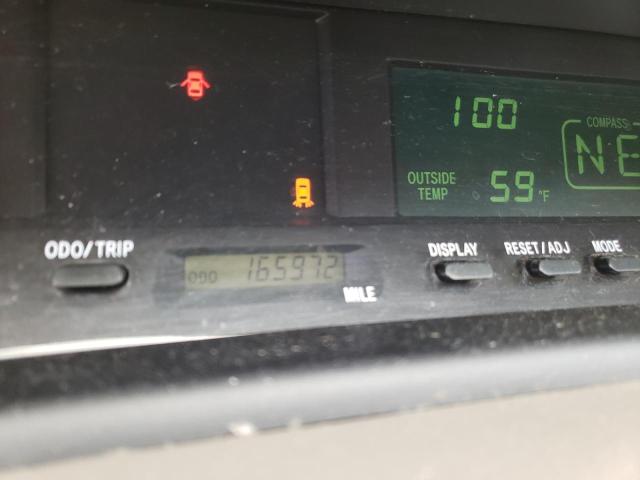 100
COMPASS
NE
OUTSIDE
TEMP
59 °F
ODO/TRIP
ODO 165972
MILE
DISPLAY
RESET/ADJ
MODE